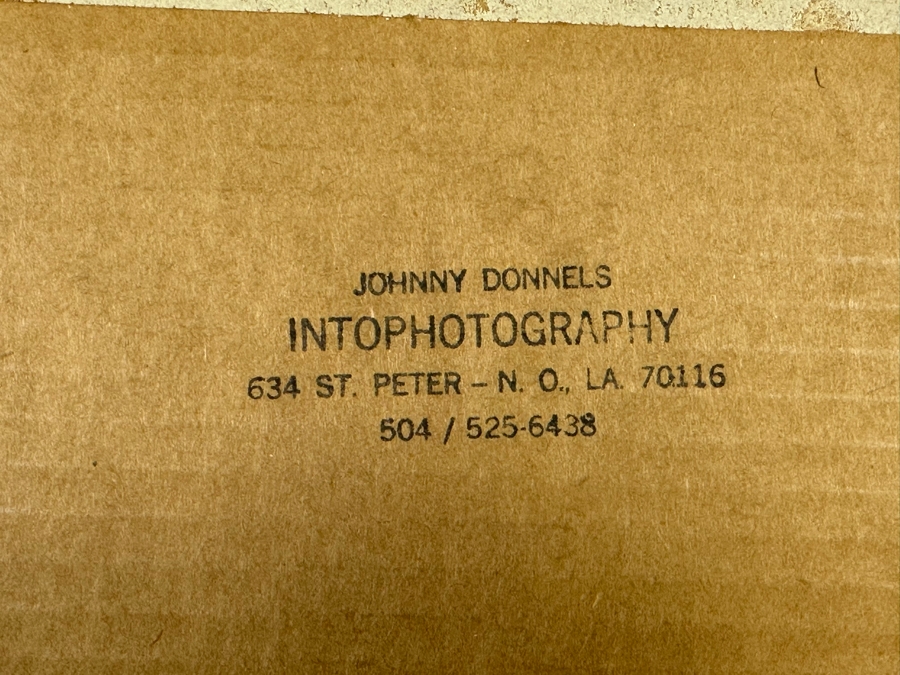 JOHNNY DONNELS
INTOPHOTOGRAPHY
634 ST. PETER – N. O., LA. 70116
504 / 525-6438